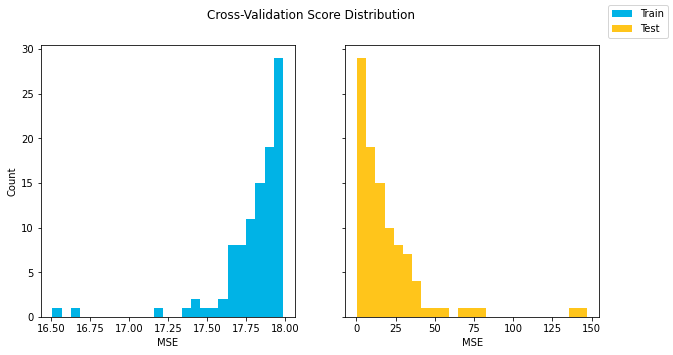 Cross-Validation Score Distribution
Train
Test
30
25
20
15
10
5
0
Count
16.50 16.75 17.00 17.25 17.50 17.75 18.00
MSE
0 25 50 75 100 125 150
MSE